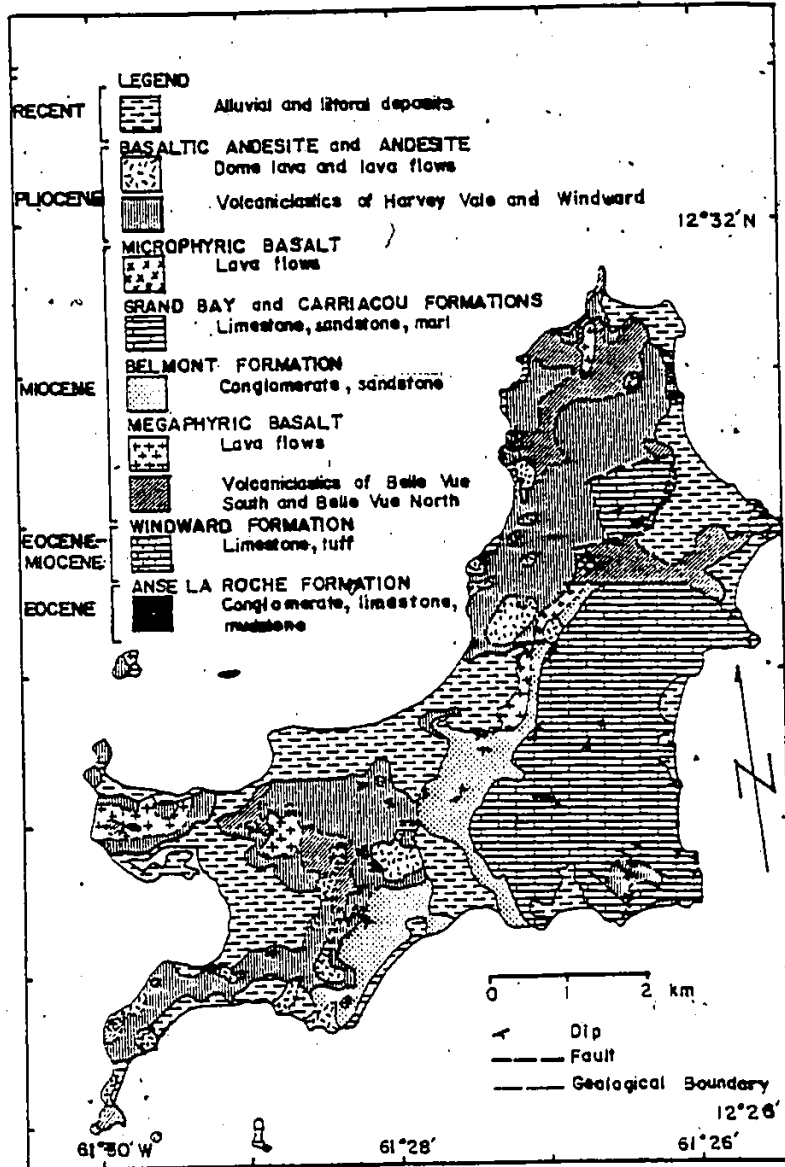 LEGEND
RECENT
Alluvial and littoral deposits
BASALTIC ANDESITE and ANDESITE
Dome lava and lava flows
PLIOCENE
Volcaniclastics of Harvey Vale and Windward
12°32'N
MICROPHYRIC BASALT
Lava flows
GRAND BAY and CARRIACOU FORMATIONS
Limestone, sandstone, marl
BELMONT FORMATION
MIOCENE
Conglomerate, sandstone
MEGAPHYRIC BASALT
Lava flows
Volcaniclastics of Belle Vue
South and Belle Vue North
WINDWARD FORMATION
EOCENE-
MIOCENE
Limestone, tuff
ANSE LA ROCHE FORMATION
EOCENE
Conglomerate, limestone,
mudstone
N
0 1 2 km
Dip
Fault
Geological Boundary
12°26'
61°30'W
61°28'
61°26'